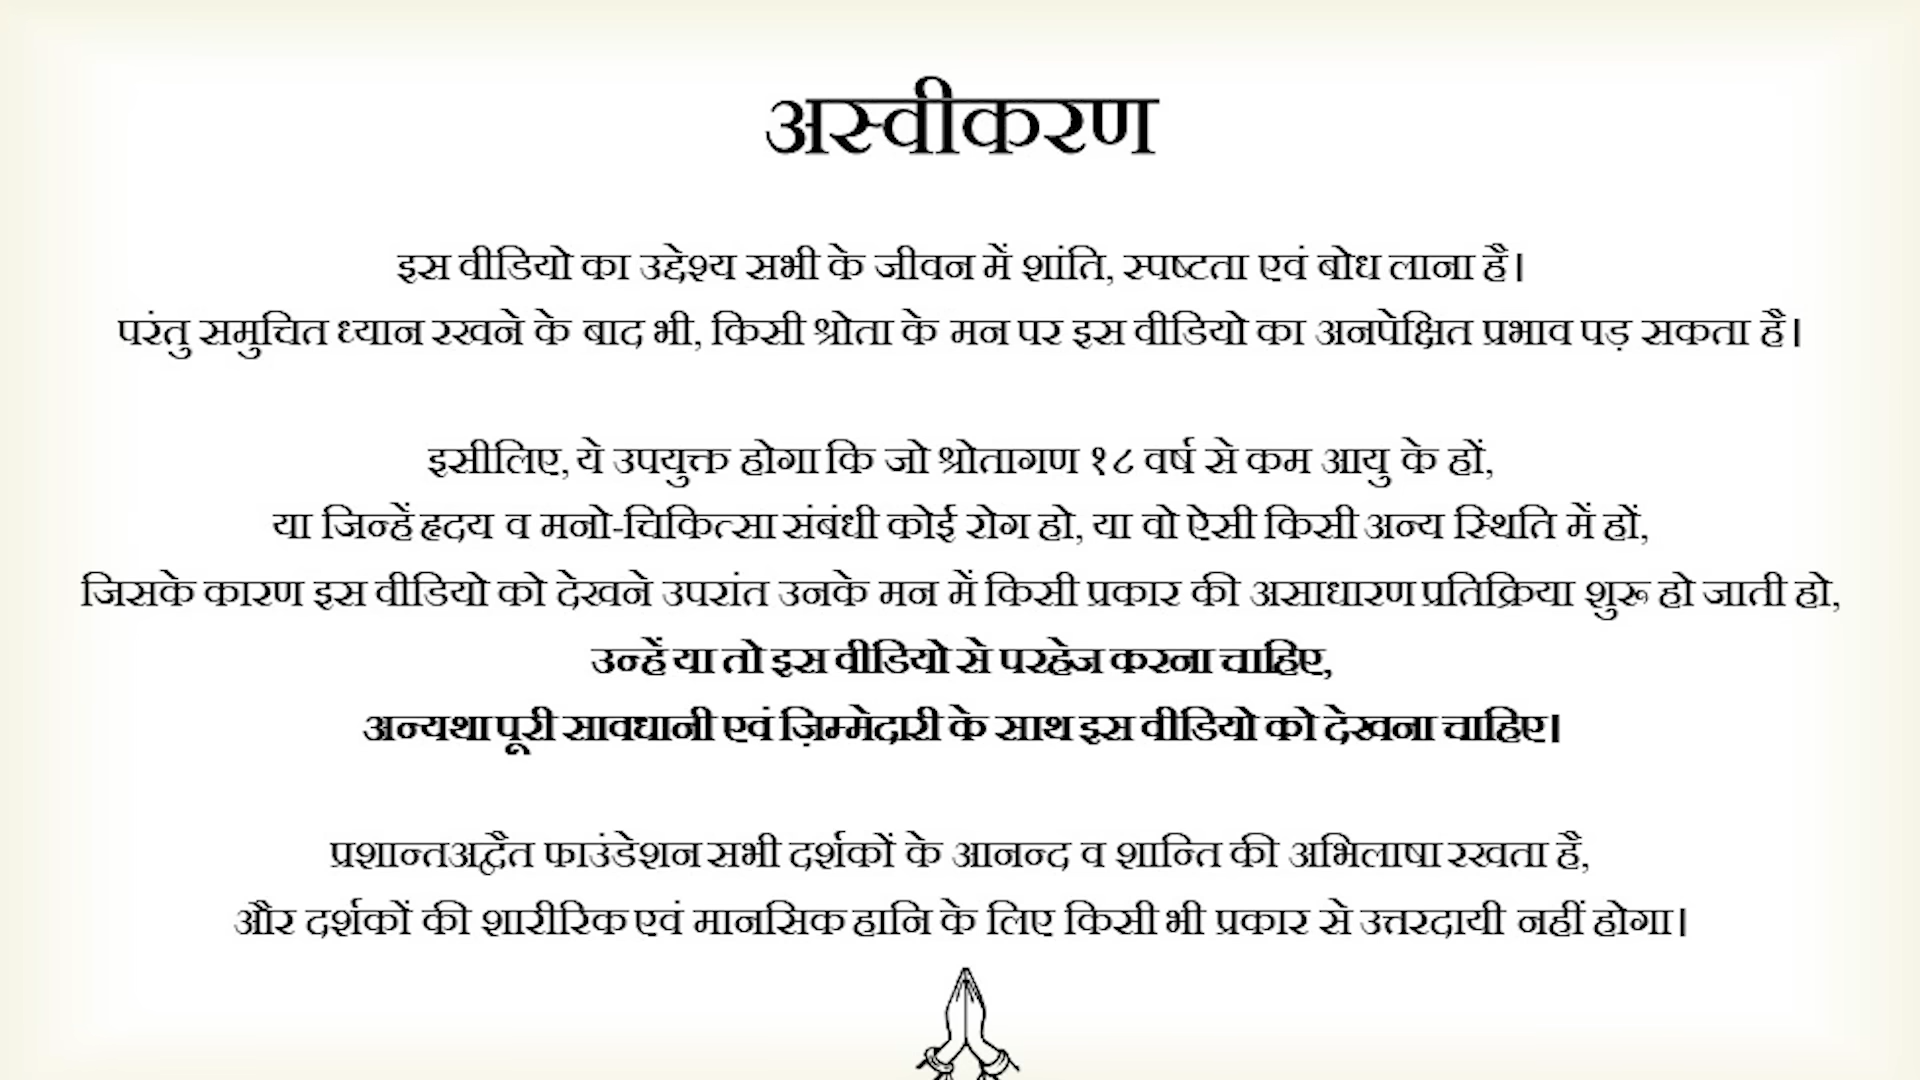 अस्वीकरण
इस वीडियो का उद्देश्य सभी के जीवन में शांति, स्पष्टता एवं बोध लाना है।
परंतु समुचित ध्यान रखने के बाद भी, किसी श्रोता के मन पर इस वीडियो का अनपेक्षित प्रभाव पड़ सकता है।
इसीलिए, ये उपयुक्त होगा कि जो श्रोतागण १८ वर्ष से कम आयु के हों,
या जिन्हें हृदय व मनो-चिकित्सा संबंधी कोई रोग हो, या वो ऐसी किसी अन्य स्थिति में हों,
जिसके कारण इस वीडियो को देखने उपरांत उनके मन में किसी प्रकार की असाधारण प्रतिक्रिया शुरू हो जाती हो,
उन्हें या तो इस वीडियो से परहेज करना चाहिए,
अन्यथा पूरी सावधानी एवं ज़िम्मेदारी के साथ इस वीडियो को देखना चाहिए।
प्रशान्तअद्वैत फाउंडेशन सभी दर्शकों के आनन्द व शान्ति की अभिलाषा रखता है,
और दर्शकों की शारीरिक एवं मानसिक हानि के लिए किसी भी प्रकार से उत्तरदायी नहीं होगा।